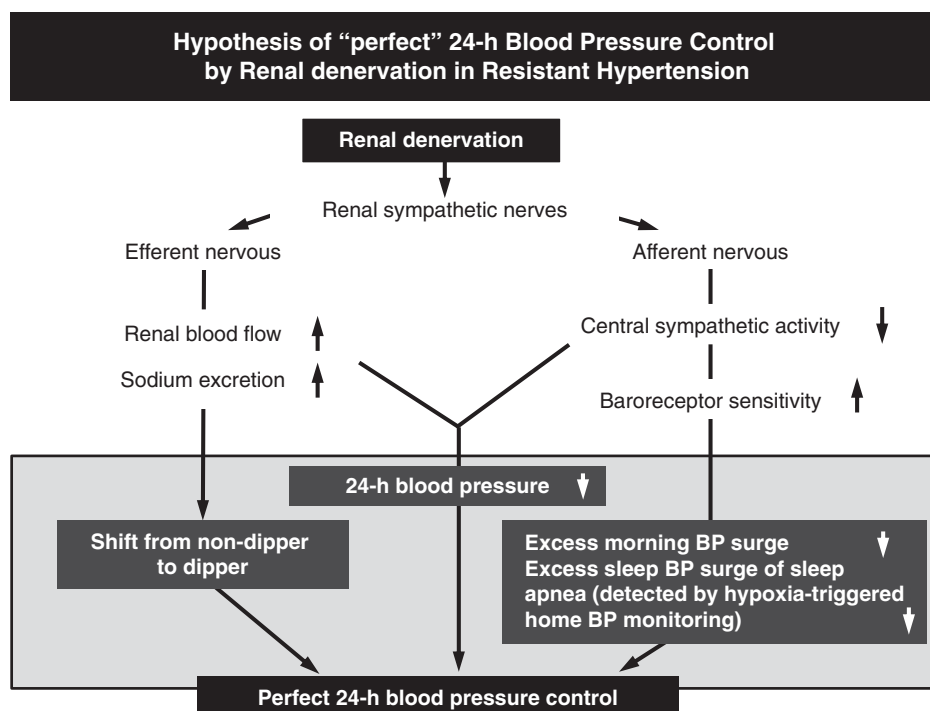 Hypothesis of “perfect” 24-h Blood Pressure Control
by Renal denervation in Resistant Hypertension
Renal denervation
Renal sympathetic nerves
Efferent nervous
Afferent nervous
Renal blood flow
Central sympathetic activity
Sodium excretion
Baroreceptor sensitivity
24-h blood pressure
Shift from non-dipper
to dipper
Excess morning BP surge
Excess sleep BP surge of sleep
apnea (detected by hypoxia-triggered
home BP monitoring)
Perfect 24-h blood pressure control